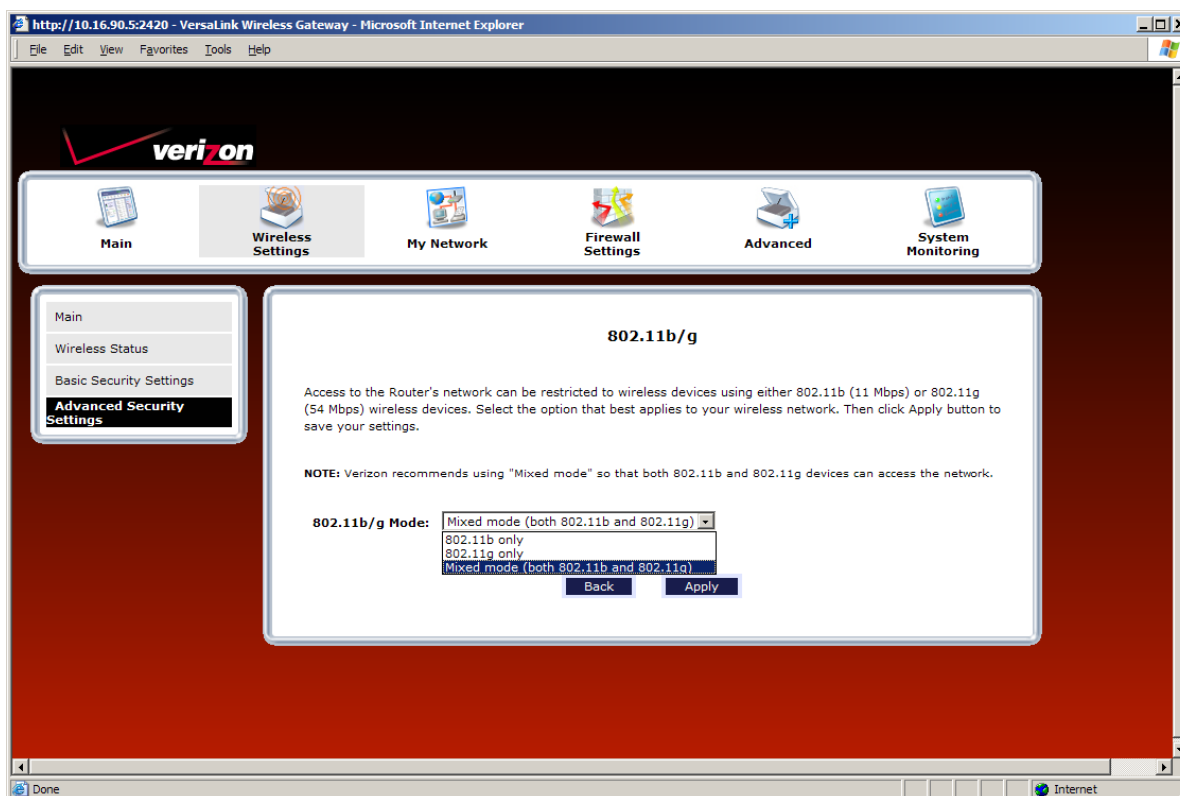 http://10.16.90.5:2420 - VersaLink Wireless Gateway - Microsoft Internet Explorer
File Edit View Favorites Tools Help
verizon
Main
Wireless
Settings
My Network
Firewall
Settings
Advanced
System
Monitoring
Main
Wireless Status
Basic Security Settings
Advanced Security
Settings
802.11b/g
Access to the Router's network can be restricted to wireless devices using either 802.11b (11 Mbps) or 802.11g
(54 Mbps) wireless devices. Select the option that best applies to your wireless network. Then click Apply button to
save your settings.
NOTE: Verizon recommends using "Mixed mode" so that both 802.11b and 802.11g devices can access the network.
802.11b/g Mode: Mixed mode (both 802.11b and 802.11g)
802.11b only
802.11g only
Mixed mode (both 802.11b and 802.11g)
Back Apply
Done Internet